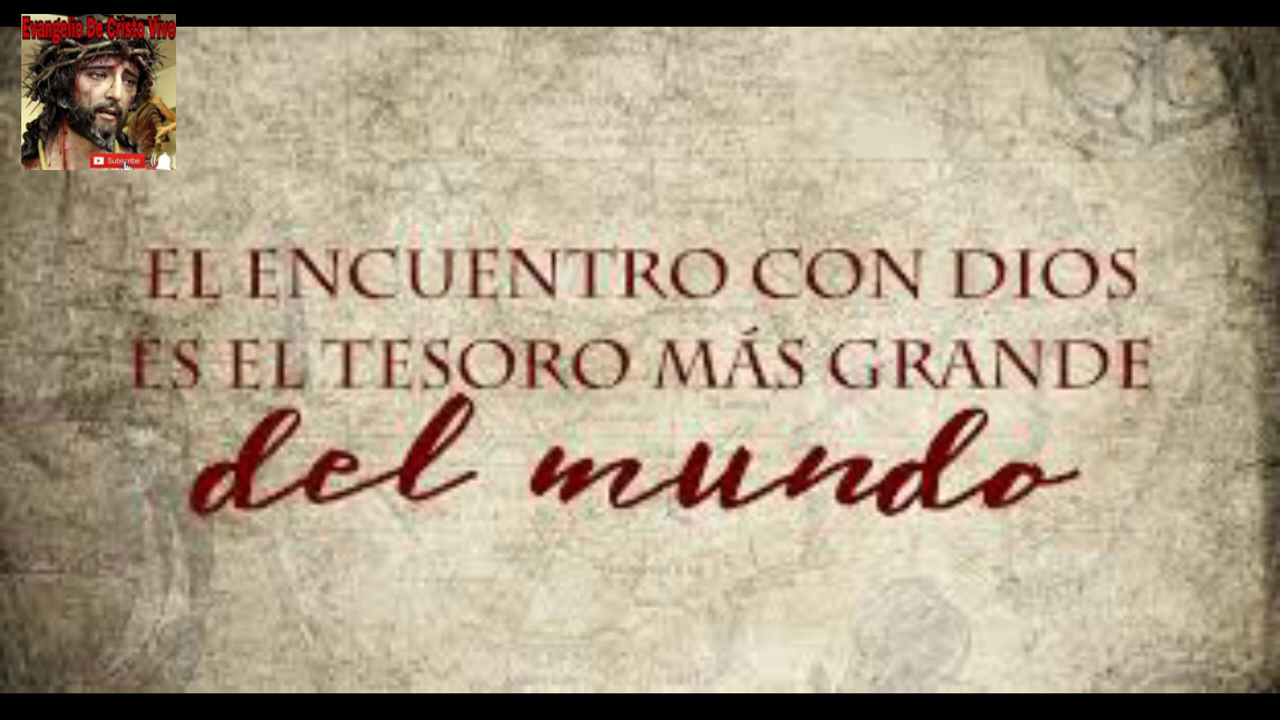 Evangelio De Cristo Vivo
Subscribe
EL ENCUENTRO CON DIOS
ES EL TESORO MÁS GRANDE
del mundo